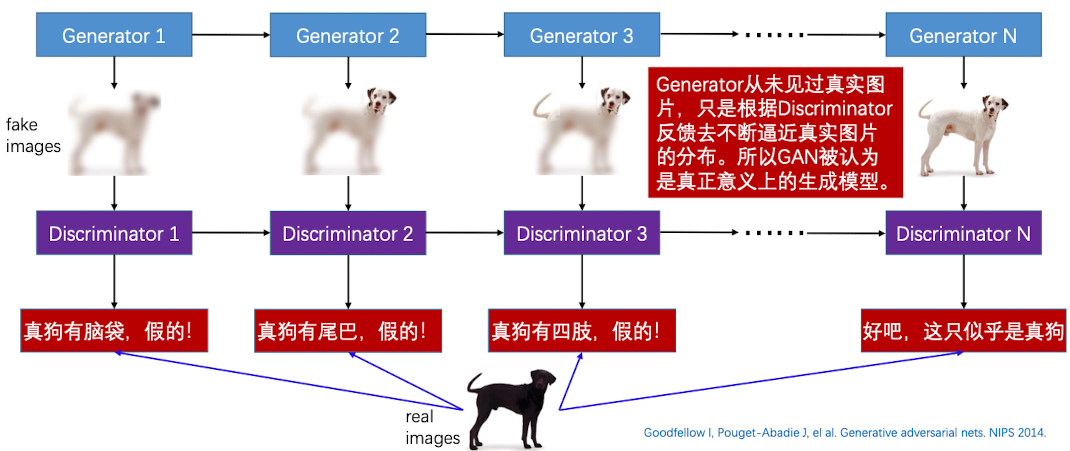 Generator 1
Generator 2
Generator 3
......
Generator N
fake
images
Generator从未见过真实图
片，只是根据Discriminator
反馈去不断逼近真实图片
的分布。所以GAN被认为
是真正意义上的生成模型。
Discriminator 1
Discriminator 2
Discriminator 3
......
Discriminator N
真狗有脑袋，假的！
真狗有尾巴，假的！
真狗有四肢，假的！
好吧，这只似乎是真狗
real
images
Goodfellow I, Pouget-Abadie J, el al. Generative adversarial nets. NIPS 2014.